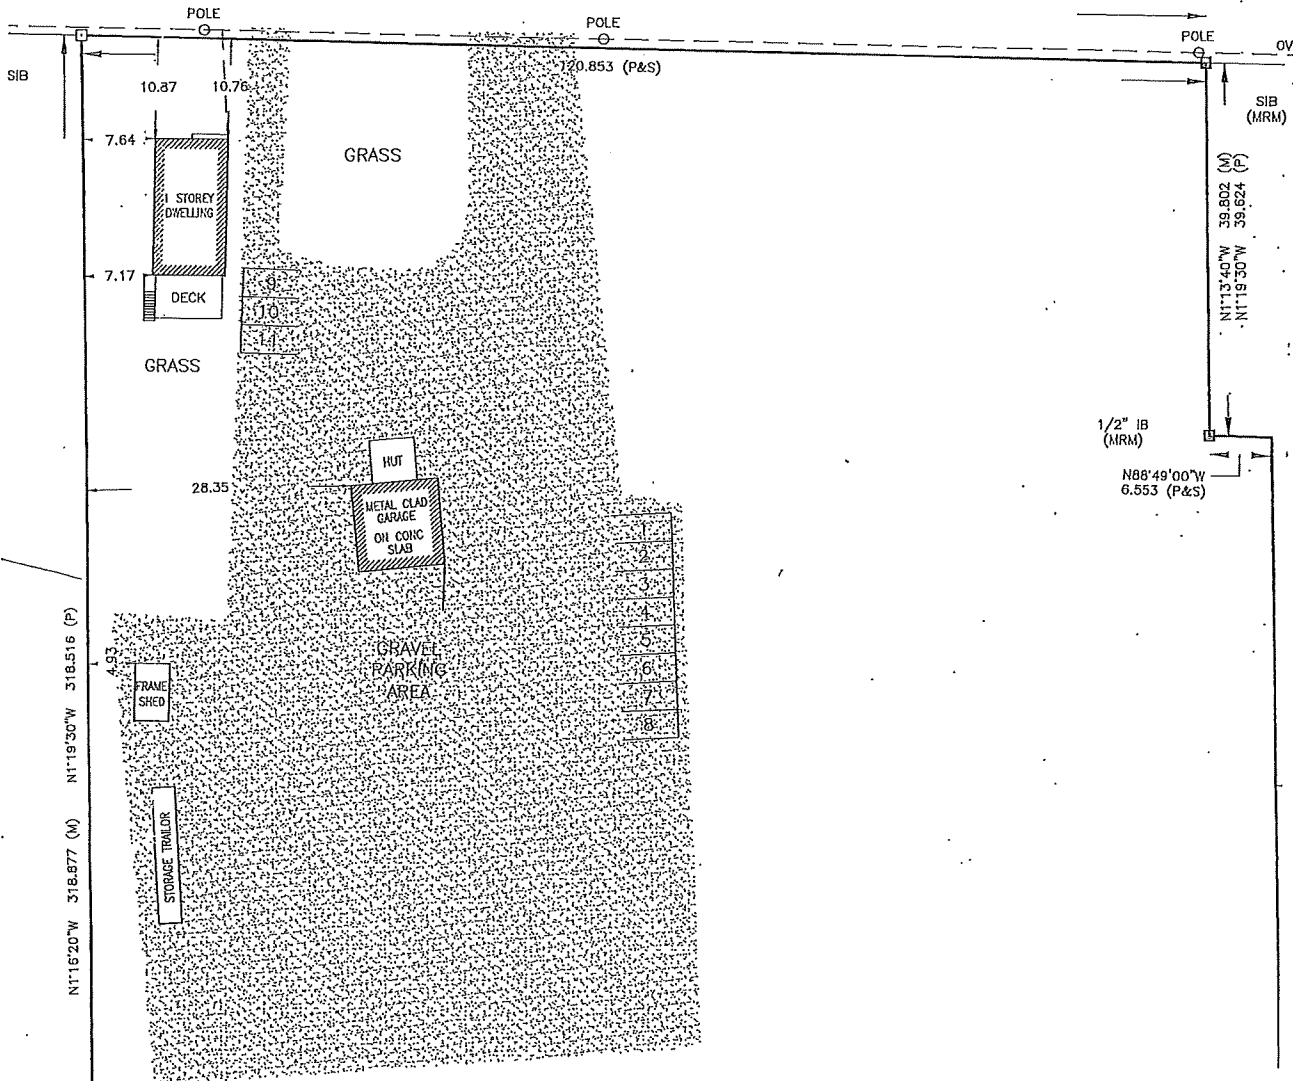 POLE
POLE
POLE
OV
SIB
120.853 (P&S)
SIB
(MRM)
10.87
10.76
7.64
GRASS
1 STOREY
DWELLING
N1°13'40"W 39.802 (M)
N1°19'30"W 39.624 (P)
7.17
DECK
9
10
11
GRASS
1/2" IB
(MRM)
HUT
N88°49'00"W
6.553 (P&S)
28.35
METAL CLAD
GARAGE
ON CONC
SLAB
1
2
3
4
5
6
7
8
GRAVEL
PARKING
AREA
4.93
FRAME
SHED
STORAGE TRAILOR
N1°16'20"W 318.877 (M) N1°19'30"W 318.516 (P)